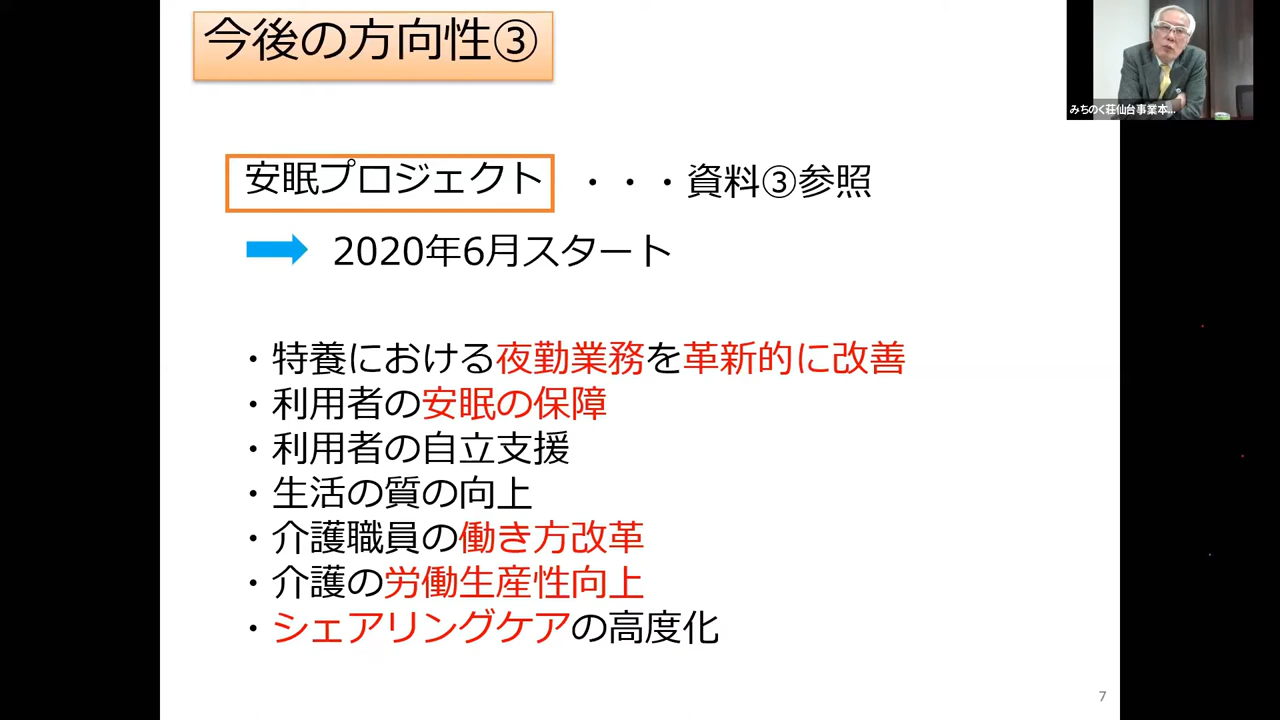 今後の方向性③
みちのく荘仙台事業本...
安眠プロジェクト ・・・資料③参照
2020年6月スタート
・特養における夜勤業務を革新的に改善
・利用者の安眠の保障
・利用者の自立支援
・生活の質の向上
・介護職員の働き方改革
・介護の労働生産性向上
・シェアリングケアの高度化
7